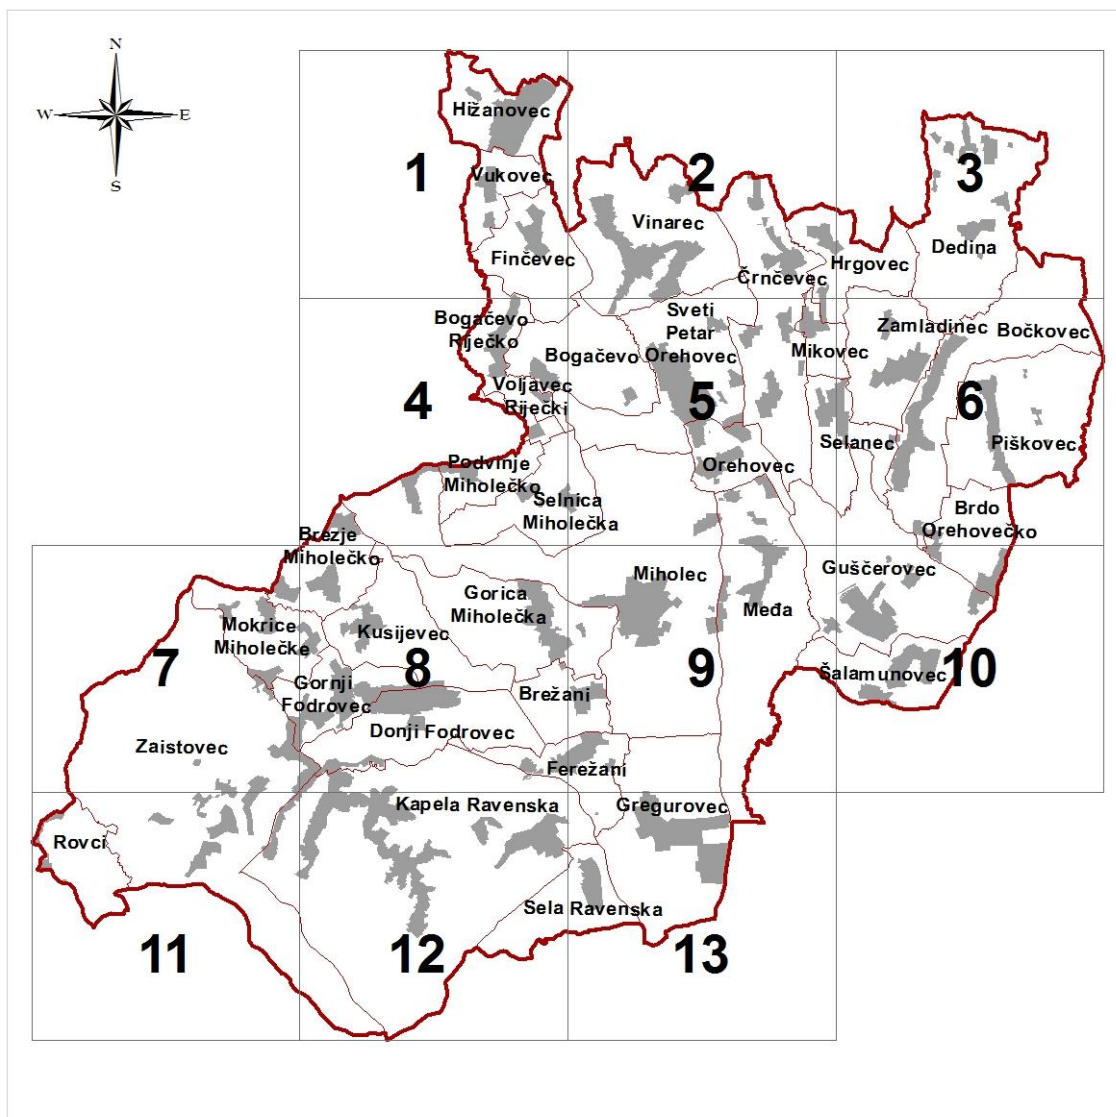 N
W
E
S
Hižanovec
1
2
3
Vukovec
Vinarec
Finčevec
Črnčevec
Hrgovec
Dedina
Bogačevo
Riječko
Sveti
Petar
Orehovec
Bogačevo
Mikovec
Zamladinec
Bočkovec
Voljavec
Riječki
4
5
6
Selanec
Piškovec
Podvinje
Miholečko
Orehovec
Selnica
Miholečka
Brdo
Orehovečko
Brezje
Miholečko
Gorica
Miholečka
Miholec
Guščerovec
Međa
Mokrice
Miholečke
Kusijevec
7
8
9
10
Šalamunovec
Gornji
Fodrovec
Brežani
Donji Fodrovec
Zaistovec
Ferežani
Kapela Ravenska
Gregurovec
Rovci
Sela Ravenska
11
12
13